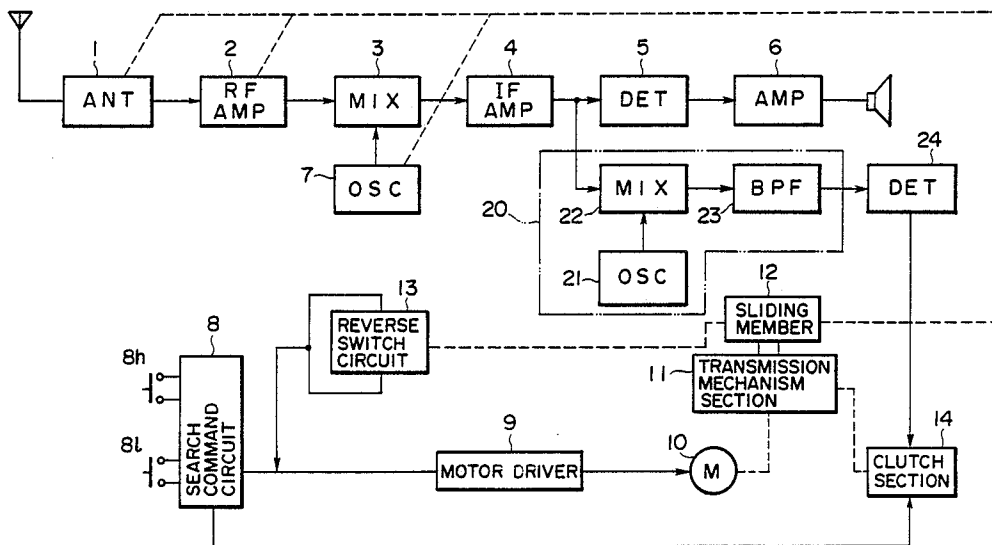 1
2
3
4
5
6
ANT
RF
AMP
MIX
IF
AMP
DET
AMP
7
OSC
24
20
MIX
22
BPF
23
DET
21
OSC
12
SLIDING
MEMBER
13
REVERSE
SWITCH
CIRCUIT
8
8h
8l
SEARCH
COMMAND
CIRCUIT
11
TRANSMISSION
MECHANISM
SECTION
9
MOTOR DRIVER
10
M
14
CLUTCH
SECTION